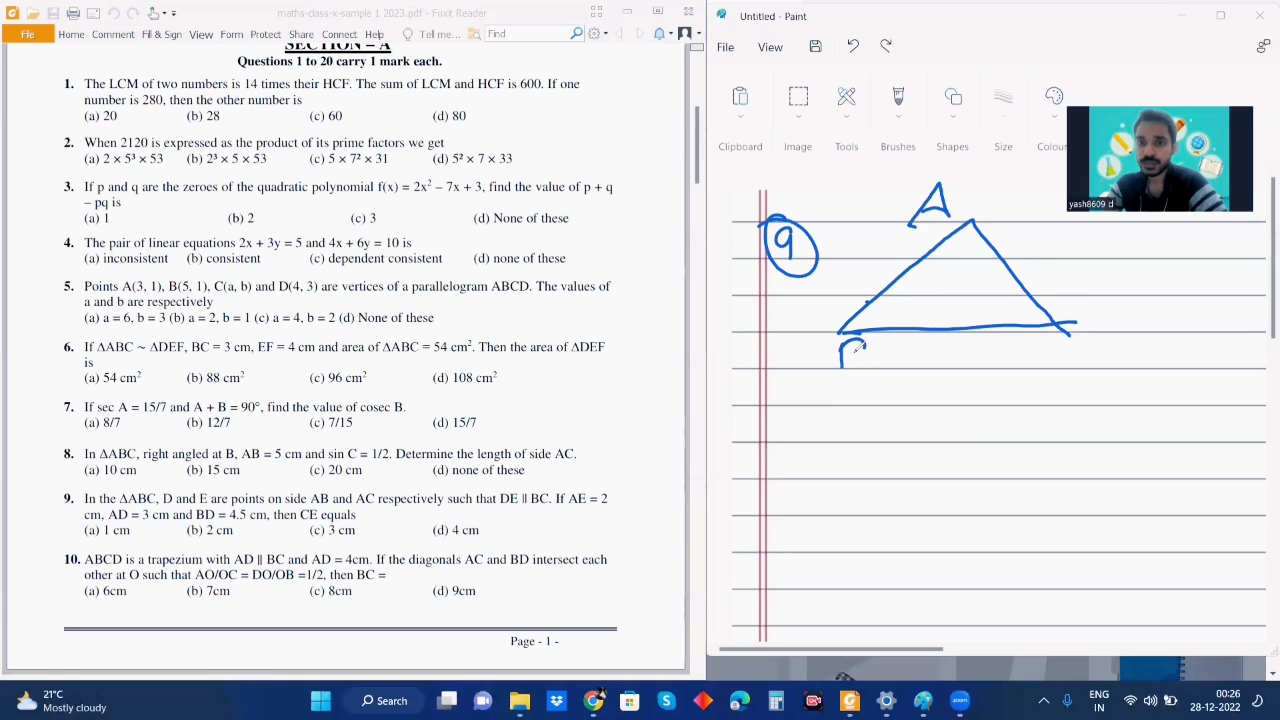 maths-class-x-sample 1 2023.pdf - Foxit Reader
File Home Comment Fill & Sign View Form Protect Share Connect Help Tell me... Find
SECTION – A
Questions 1 to 20 carry 1 mark each.
1. The LCM of two numbers is 14 times their HCF. The sum of LCM and HCF is 600. If one
number is 280, then the other number is
(a) 20 (b) 28 (c) 60 (d) 80
2. When 2120 is expressed as the product of its prime factors we get
(a) 2 × 5³ × 53 (b) 2³ × 5 × 53 (c) 5 × 7² × 31 (d) 5² × 7 × 33
3. If p and q are the zeroes of the quadratic polynomial f(x) = 2x² – 7x + 3, find the value of p + q
– pq is
(a) 1 (b) 2 (c) 3 (d) None of these
4. The pair of linear equations 2x + 3y = 5 and 4x + 6y = 10 is
(a) inconsistent (b) consistent (c) dependent consistent (d) none of these
5. Points A(3, 1), B(5, 1), C(a, b) and D(4, 3) are vertices of a parallelogram ABCD. The values of
a and b are respectively
(a) a = 6, b = 3 (b) a = 2, b = 1 (c) a = 4, b = 2 (d) None of these
6. If ΔABC ~ ΔDEF, BC = 3 cm, EF = 4 cm and area of ΔABC = 54 cm². Then the area of ΔDEF
is
(a) 54 cm² (b) 88 cm² (c) 96 cm² (d) 108 cm²
7. If sec A = 15/7 and A + B = 90°, find the value of cosec B.
(a) 8/7 (b) 12/7 (c) 7/15 (d) 15/7
8. In ΔABC, right angled at B, AB = 5 cm and sin C = 1/2. Determine the length of side AC.
(a) 10 cm (b) 15 cm (c) 20 cm (d) none of these
9. In the ΔABC, D and E are points on side AB and AC respectively such that DE || BC. If AE = 2
cm, AD = 3 cm and BD = 4.5 cm, then CE equals
(a) 1 cm (b) 2 cm (c) 3 cm (d) 4 cm
10. ABCD is a trapezium with AD || BC and AD = 4cm. If the diagonals AC and BD intersect each
other at O such that AO/OC = DO/OB =1/2, then BC =
(a) 6cm (b) 7cm (c) 8cm (d) 9cm
Page - 1 -
Untitled - Paint
File View
Clipboard Image Tools Brushes Shapes Size Colou
yash8609 d
A
9
21°C
Mostly cloudy
Search
ENG
IN
00:26
28-12-2022